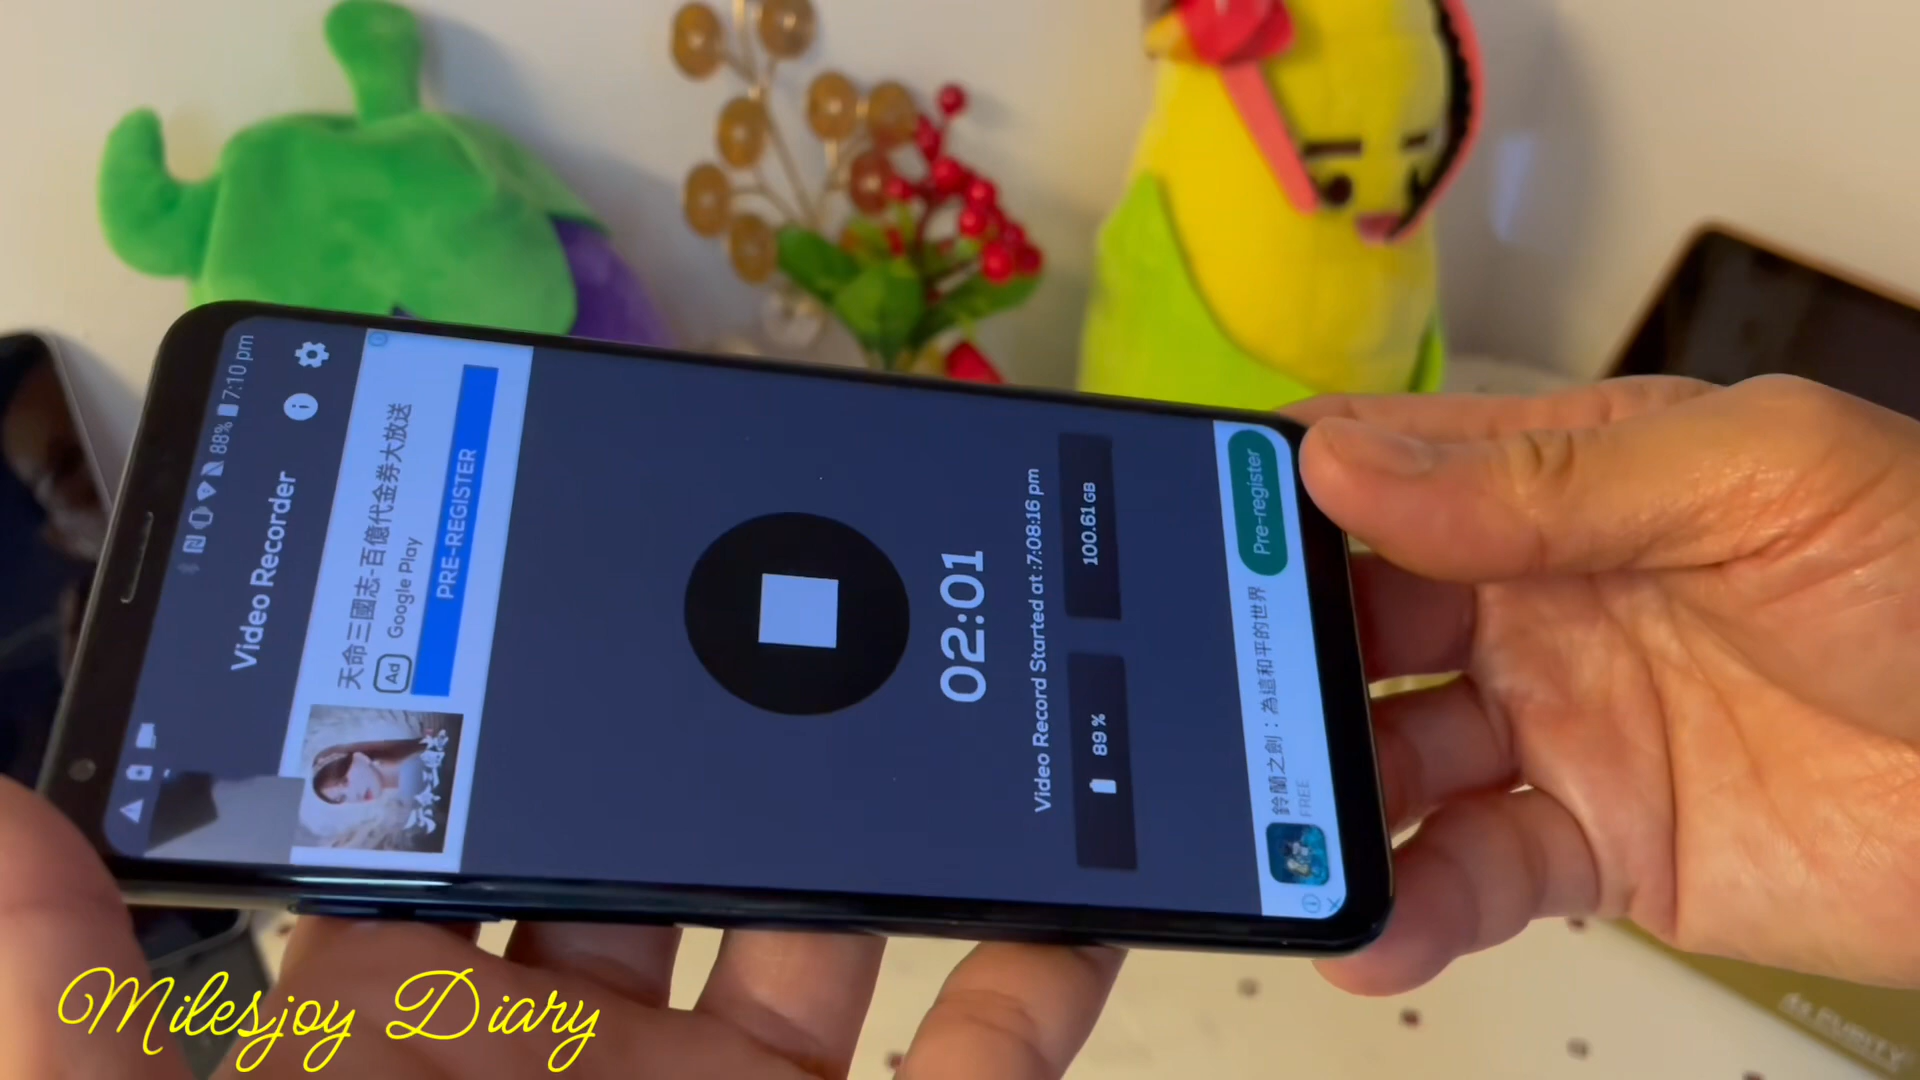 88% 7:10 pm
Video Recorder
天命三國志-百億代金券大放送
Ad Google Play
PRE-REGISTER
02:01
Video Record Started at :7:08:16 pm
89 %
100.61 GB
鈴蘭之劍：為這和平的世界
FREE
Pre-register
Milesjoy Diary